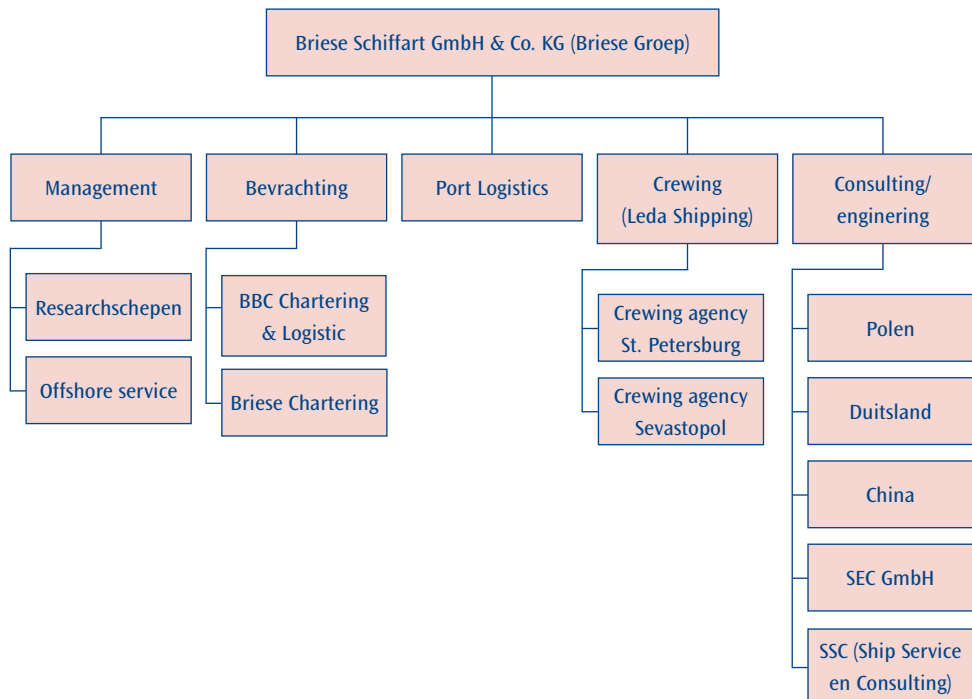 Briese Schiffart GmbH & Co. KG (Briese Groep)
Management
Bevrachting
Port Logistics
Crewing
(Leda Shipping)
Consulting/
enginering
Researchschepen
Offshore service
BBC Chartering
& Logistic
Briese Chartering
Crewing agency
St. Petersburg
Crewing agency
Sevastopol
Polen
Duitsland
China
SEC GmbH
SSC (Ship Service
en Consulting)